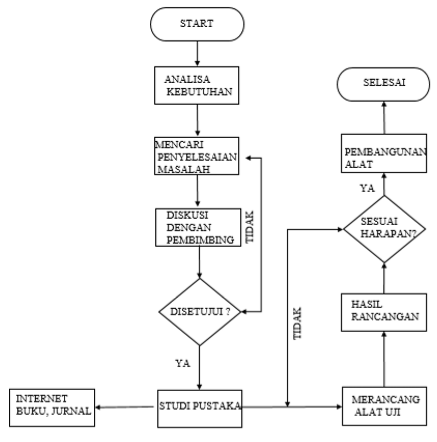 START
ANALISA
KEBUTUHAN
MENCARI
PENYELESAIAN
MASALAH
DISKUSI
DENGAN
PEMBIMBING
TIDAK
DISETUJUI ?
YA
STUDI PUSTAKA
INTERNET
BUKU, JURNAL
TIDAK
MERANCANG
ALAT UJI
HASIL
RANCANGAN
SESUAI
HARAPAN?
YA
PEMBANGUNAN
ALAT
SELESAI